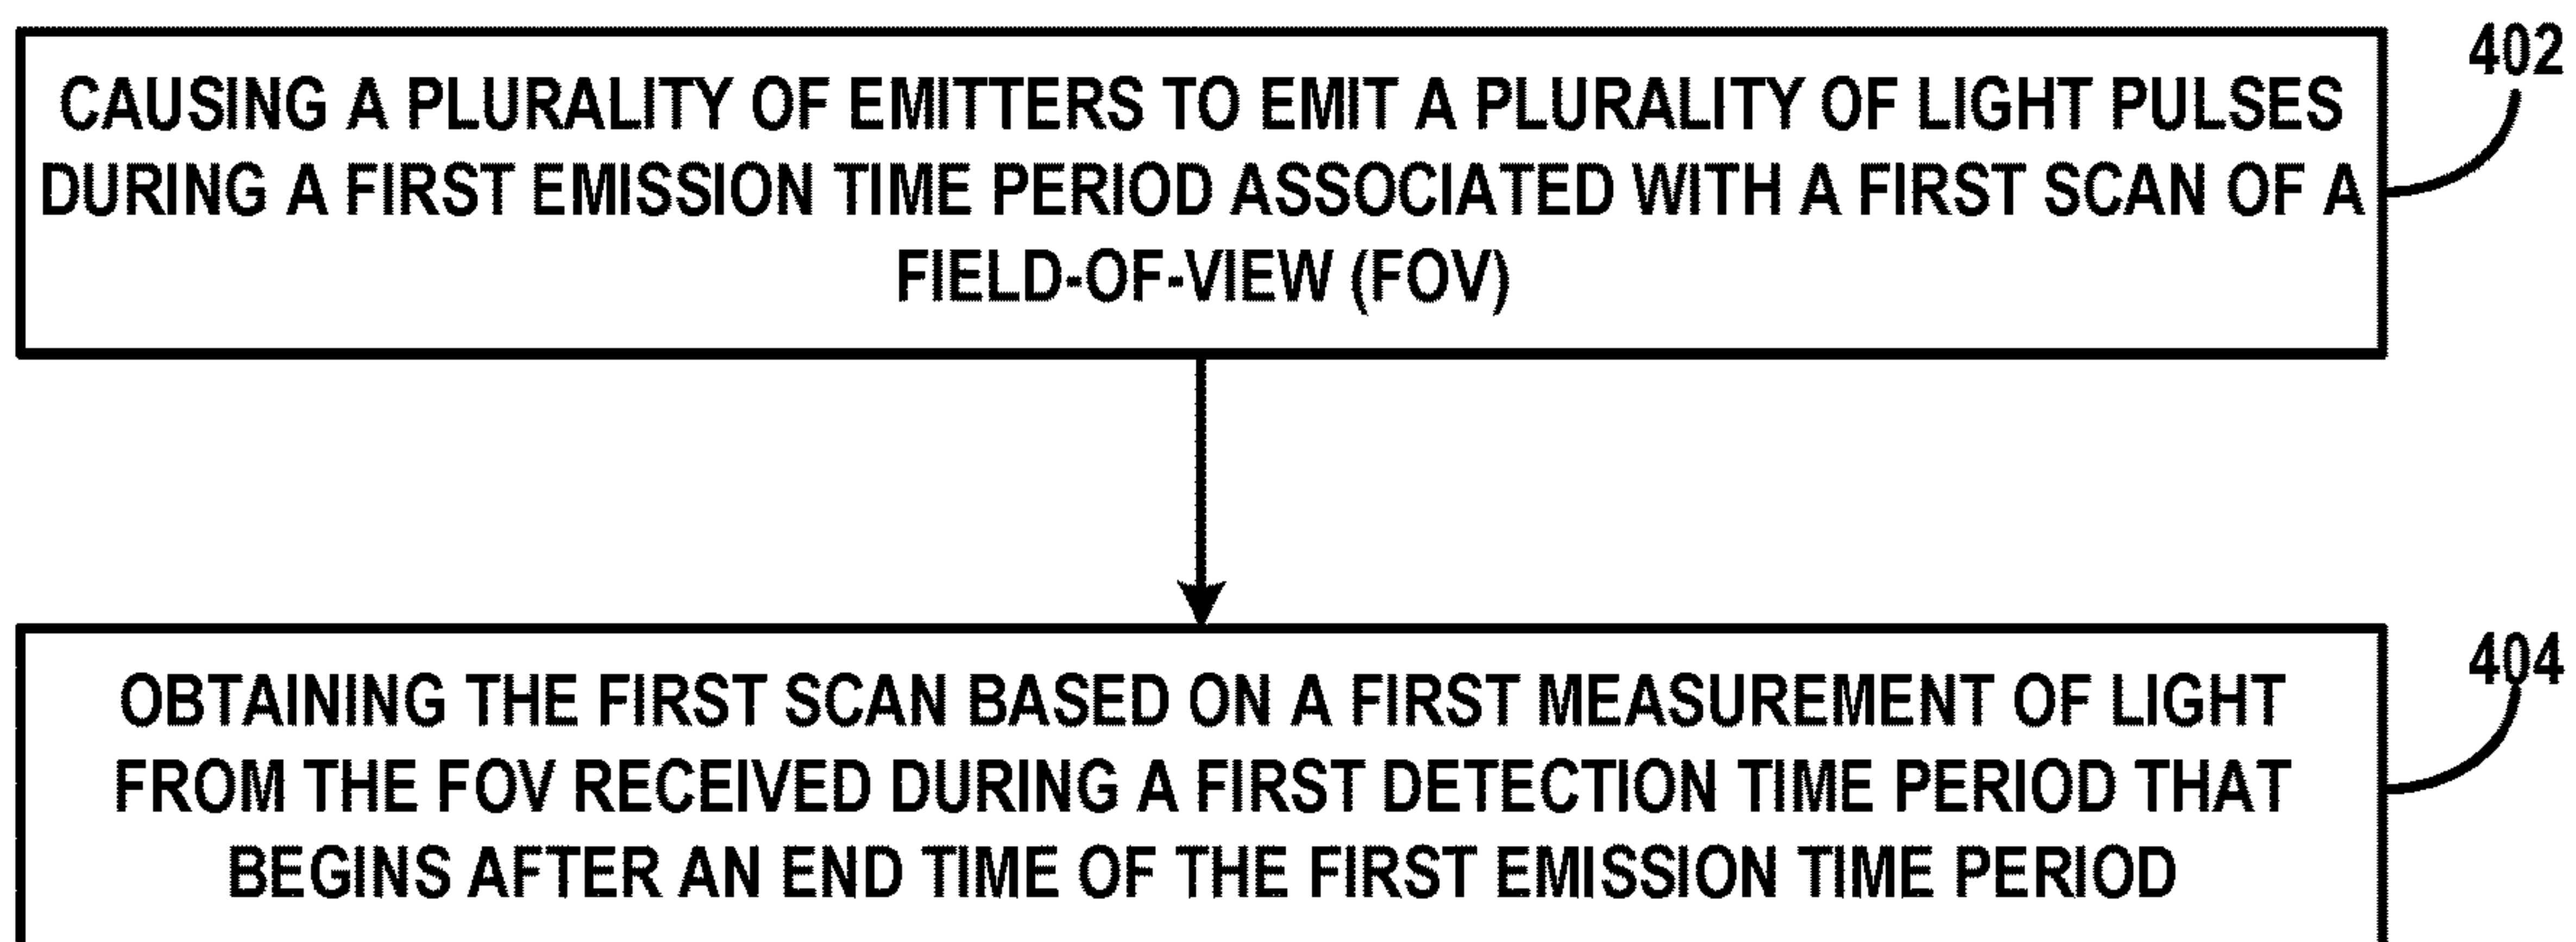 402
CAUSING A PLURALITY OF EMITTERS TO EMIT A PLURALITY OF LIGHT PULSES
DURING A FIRST EMISSION TIME PERIOD ASSOCIATED WITH A FIRST SCAN OF A
FIELD-OF-VIEW (FOV)
404
OBTAINING THE FIRST SCAN BASED ON A FIRST MEASUREMENT OF LIGHT
FROM THE FOV RECEIVED DURING A FIRST DETECTION TIME PERIOD THAT
BEGINS AFTER AN END TIME OF THE FIRST EMISSION TIME PERIOD